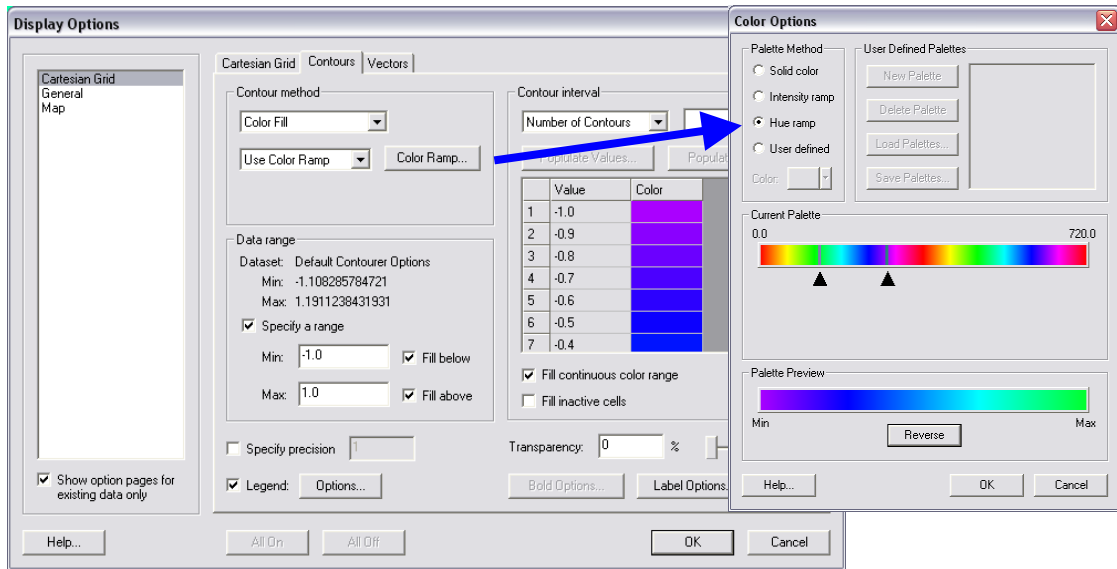 Display Options
Cartesian Grid
General
Map
Show option pages for
existing data only
Cartesian Grid
Contours
Vectors
Contour method
Color Fill
Use Color Ramp
Color Ramp...
Data range
Dataset: Default Contourer Options
Min: -1.108285784721
Max: 1.1911238431931
Specify a range
Min: -1.0
Fill below
Max: 1.0
Fill above
Specify precision 1
Legend: Options...
Contour interval
Number of Contours
Populate Values...
Value Color
1 -1.0
2 -0.9
3 -0.8
4 -0.7
5 -0.6
6 -0.5
7 -0.4
Fill continuous color range
Fill inactive cells
Transparency: 0 %
Bold Options...
Label Options.
Help...
All On
All Off
OK
Cancel
Color Options
Palette Method
Solid color
Intensity ramp
Hue ramp
User defined
Color:
User Defined Palettes
New Palette
Delete Palette
Load Palettes...
Save Palettes...
Current Palette
0.0 720.0
Palette Preview
Min Max
Reverse
Help...
OK
Cancel